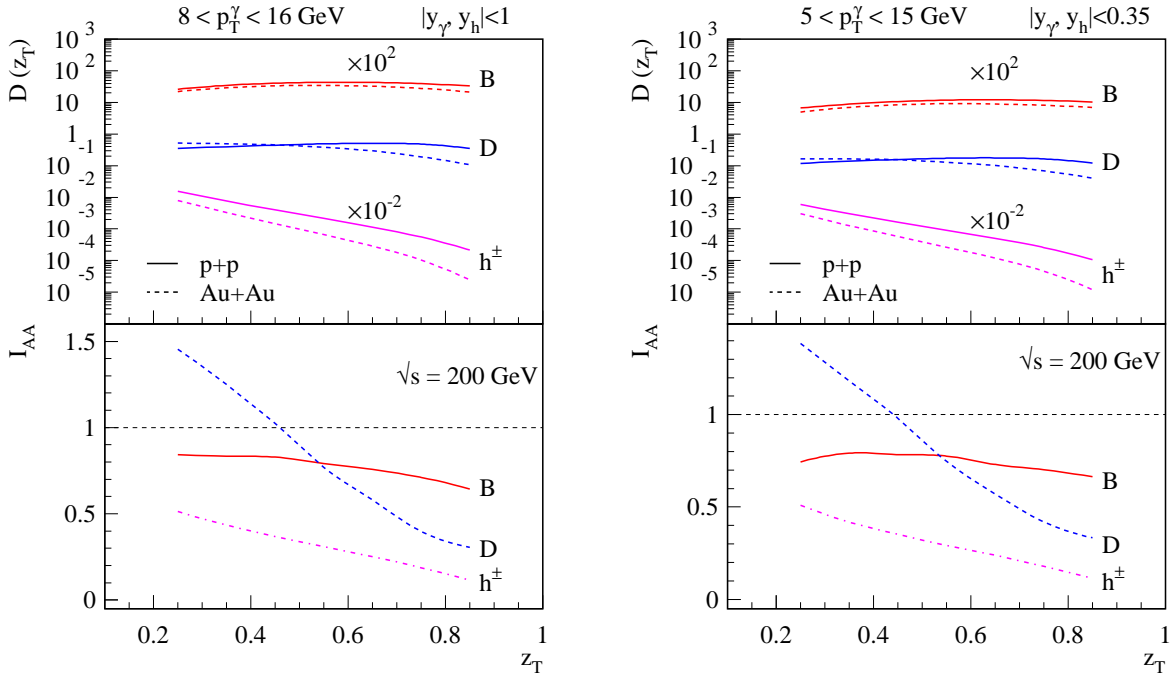 8 < p_T^γ < 16 GeV |y_γ, y_h|<1
D (z_T)
10^3
10^2
10
1
10^-1
10^-2
10^-3
10^-4
10^-5
×10^2
B
D
×10^-2
h^±
p+p
Au+Au
I_AA
1.5
1
0.5
0
√s = 200 GeV
B
D
h^±
0.2 0.4 0.6 0.8 1
z_T
5 < p_T^γ < 15 GeV |y_γ, y_h|<0.35
D (z_T)
10^3
10^2
10
1
10^-1
10^-2
10^-3
10^-4
10^-5
×10^2
B
D
×10^-2
h^±
p+p
Au+Au
I_AA
1
0.5
0
√s = 200 GeV
B
D
h^±
0.2 0.4 0.6 0.8 1
z_T